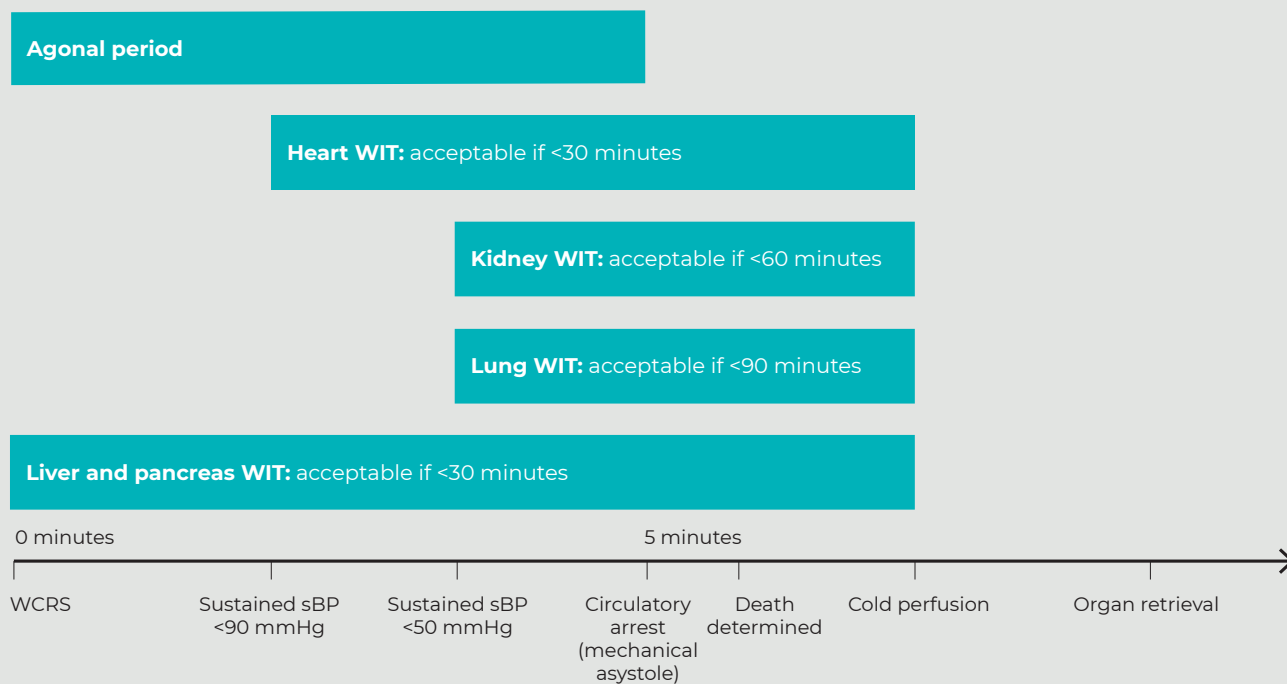 Agonal period
Heart WIT: acceptable if <30 minutes
Kidney WIT: acceptable if <60 minutes
Lung WIT: acceptable if <90 minutes
Liver and pancreas WIT: acceptable if <30 minutes
0 minutes
5 minutes
WCRS
Sustained sBP
<90 mmHg
Sustained sBP
<50 mmHg
Circulatory
arrest
(mechanical
asystole)
Death
determined
Cold perfusion
Organ retrieval